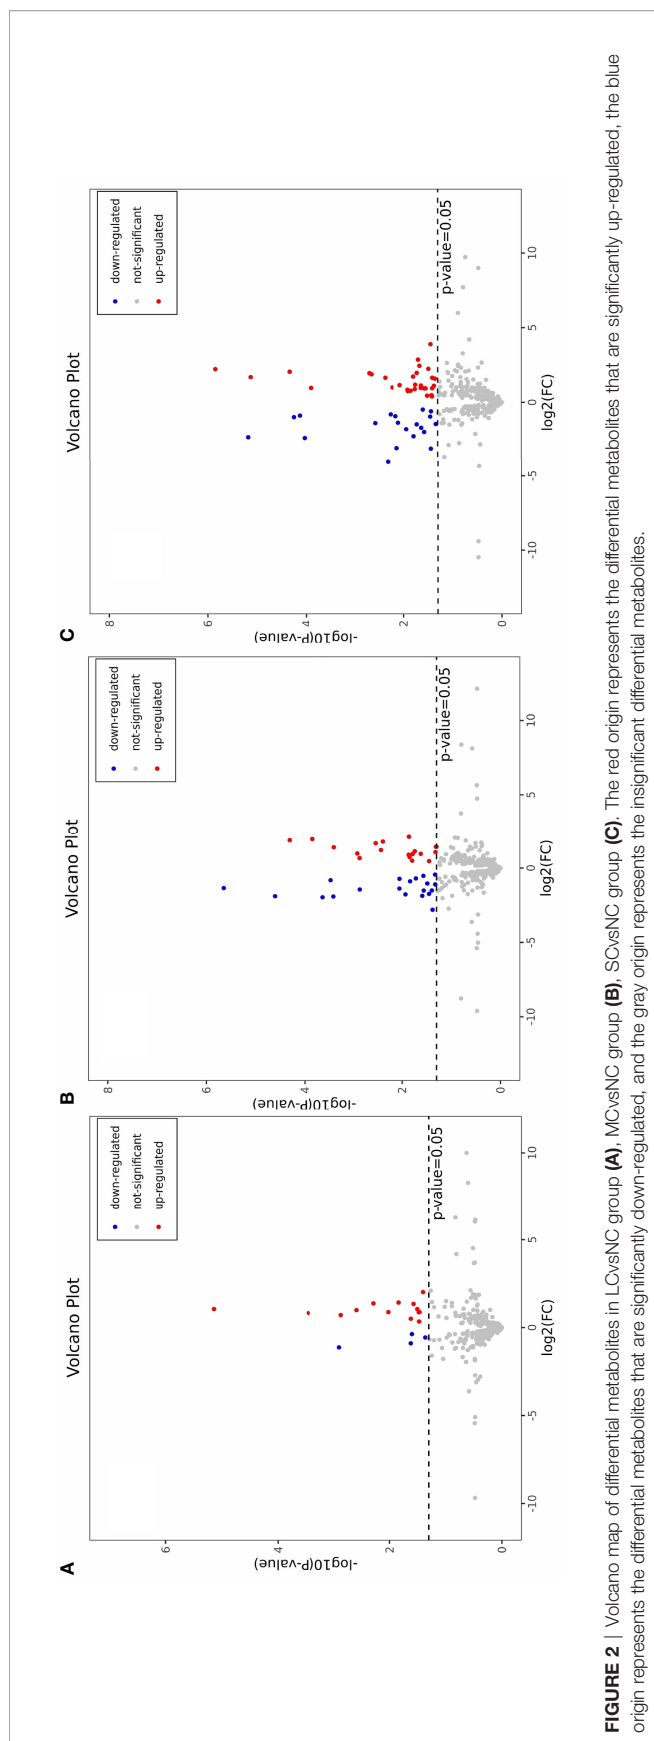 A
Volcano Plot
down-regulated
not-significant
up-regulated
p-value=0.05
-log10(P-value)
6
4
2
0
-10
-5
0
5
10
log2(FC)
B
Volcano Plot
down-regulated
not-significant
up-regulated
p-value=0.05
-log10(P-value)
8
6
4
2
0
-10
-5
0
5
10
log2(FC)
C
Volcano Plot
down-regulated
not-significant
up-regulated
p-value=0.05
-log10(P-value)
8
6
4
2
0
-10
-5
0
5
10
log2(FC)
FIGURE 2 | Volcano map of differential metabolites in LCvsNC group (A), MCvsNC group (B), SCvsNC group (C). The red origin represents the differential metabolites that are significantly up-regulated, the blue
origin represents the differential metabolites that are significantly down-regulated, and the gray origin represents the insignificant differential metabolites.